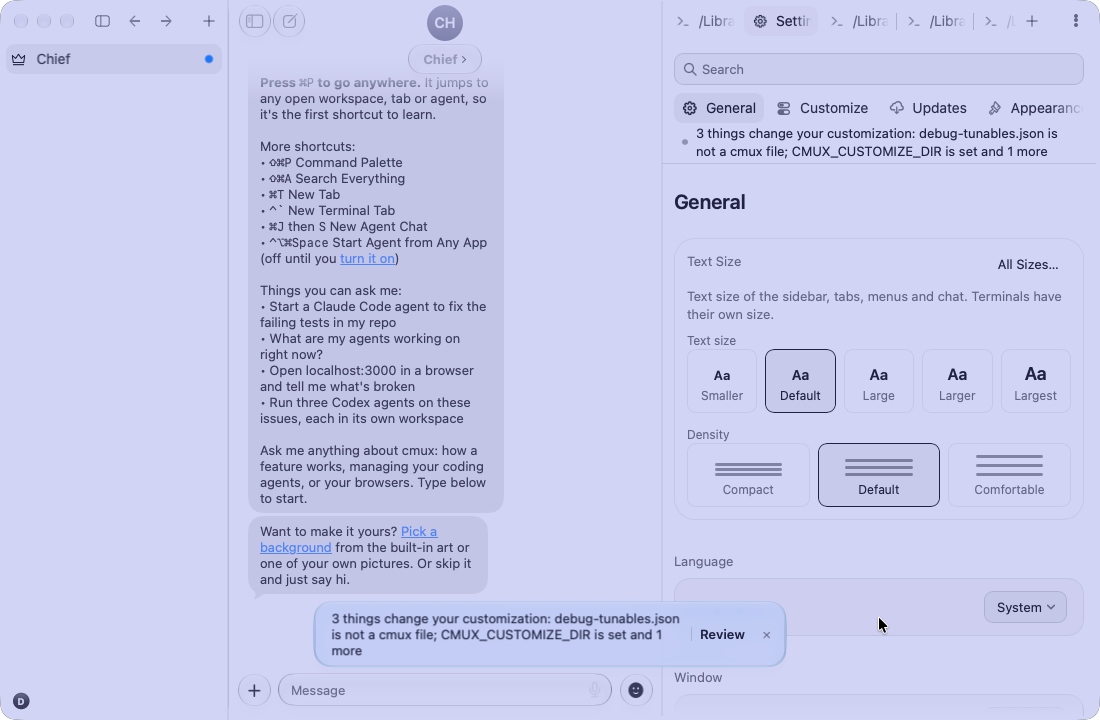 Chief
D
CH
Chief ›
Press ⌘P to go anywhere. It jumps to
any open workspace, tab or agent, so
it's the first shortcut to learn.
More shortcuts:
• ⇧⌘P Command Palette
• ⇧⌘A Search Everything
• ⌘T New Tab
• ^` New Terminal Tab
• ⌘J then S New Agent Chat
• ^⌥⌘Space Start Agent from Any App
(off until you turn it on)
Things you can ask me:
• Start a Claude Code agent to fix the
failing tests in my repo
• What are my agents working on
right now?
• Open localhost:3000 in a browser
and tell me what's broken
• Run three Codex agents on these
issues, each in its own workspace
Ask me anything about cmux: how a
feature works, managing your coding
agents, or your browsers. Type below
to start.
Want to make it yours? Pick a
background from the built-in art or
one of your own pictures. Or skip it
and just say hi.
3 things change your customization: debug-tunables.json
is not a cmux file; CMUX_CUSTOMIZE_DIR is set and 1
more
Review ×
Message
/Libra Settin /Libra /Libra
Search
General Customize Updates Appearanc
3 things change your customization: debug-tunables.json is
not a cmux file; CMUX_CUSTOMIZE_DIR is set and 1 more
General
Text Size
All Sizes...
Text size of the sidebar, tabs, menus and chat. Terminals have
their own size.
Text size
Aa Aa Aa Aa Aa
Smaller Default Large Larger Largest
Density
Compact Default Comfortable
Language
System
Window